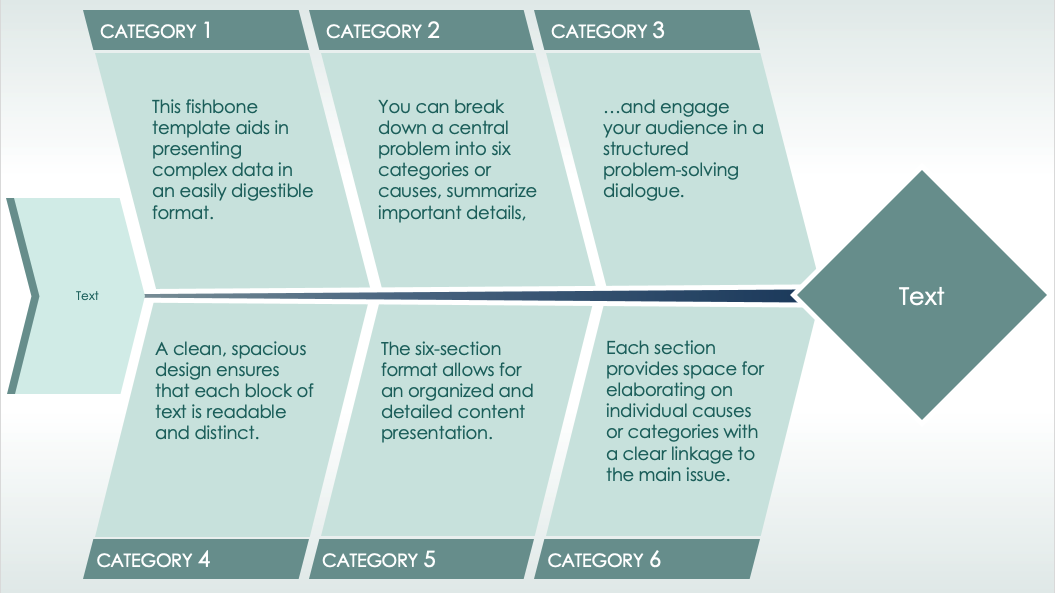 CATEGORY 1
CATEGORY 2
CATEGORY 3
This fishbone
template aids in
presenting
complex data in
an easily digestible
format.
You can break
down a central
problem into six
categories or
causes, summarize
important details,
…and engage
your audience in a
structured
problem-solving
dialogue.
Text
Text
A clean, spacious
design ensures
that each block of
text is readable
and distinct.
The six-section
format allows for
an organized and
detailed content
presentation.
Each section
provides space for
elaborating on
individual causes
or categories with
a clear linkage to
the main issue.
CATEGORY 4
CATEGORY 5
CATEGORY 6